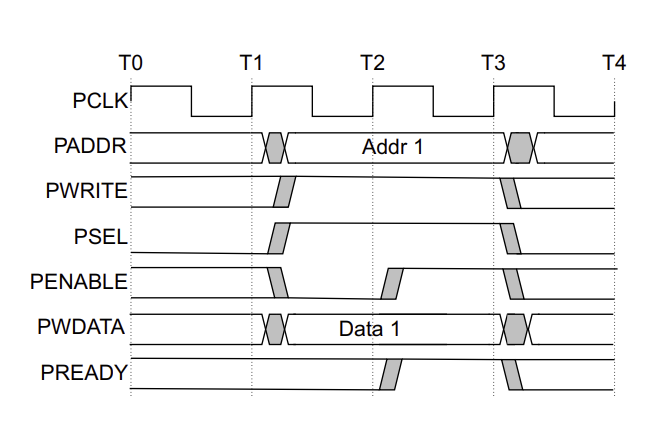 T0 T1 T2 T3 T4
PCLK
PADDR Addr 1
PWRITE
PSEL
PENABLE
PWDATA Data 1
PREADY